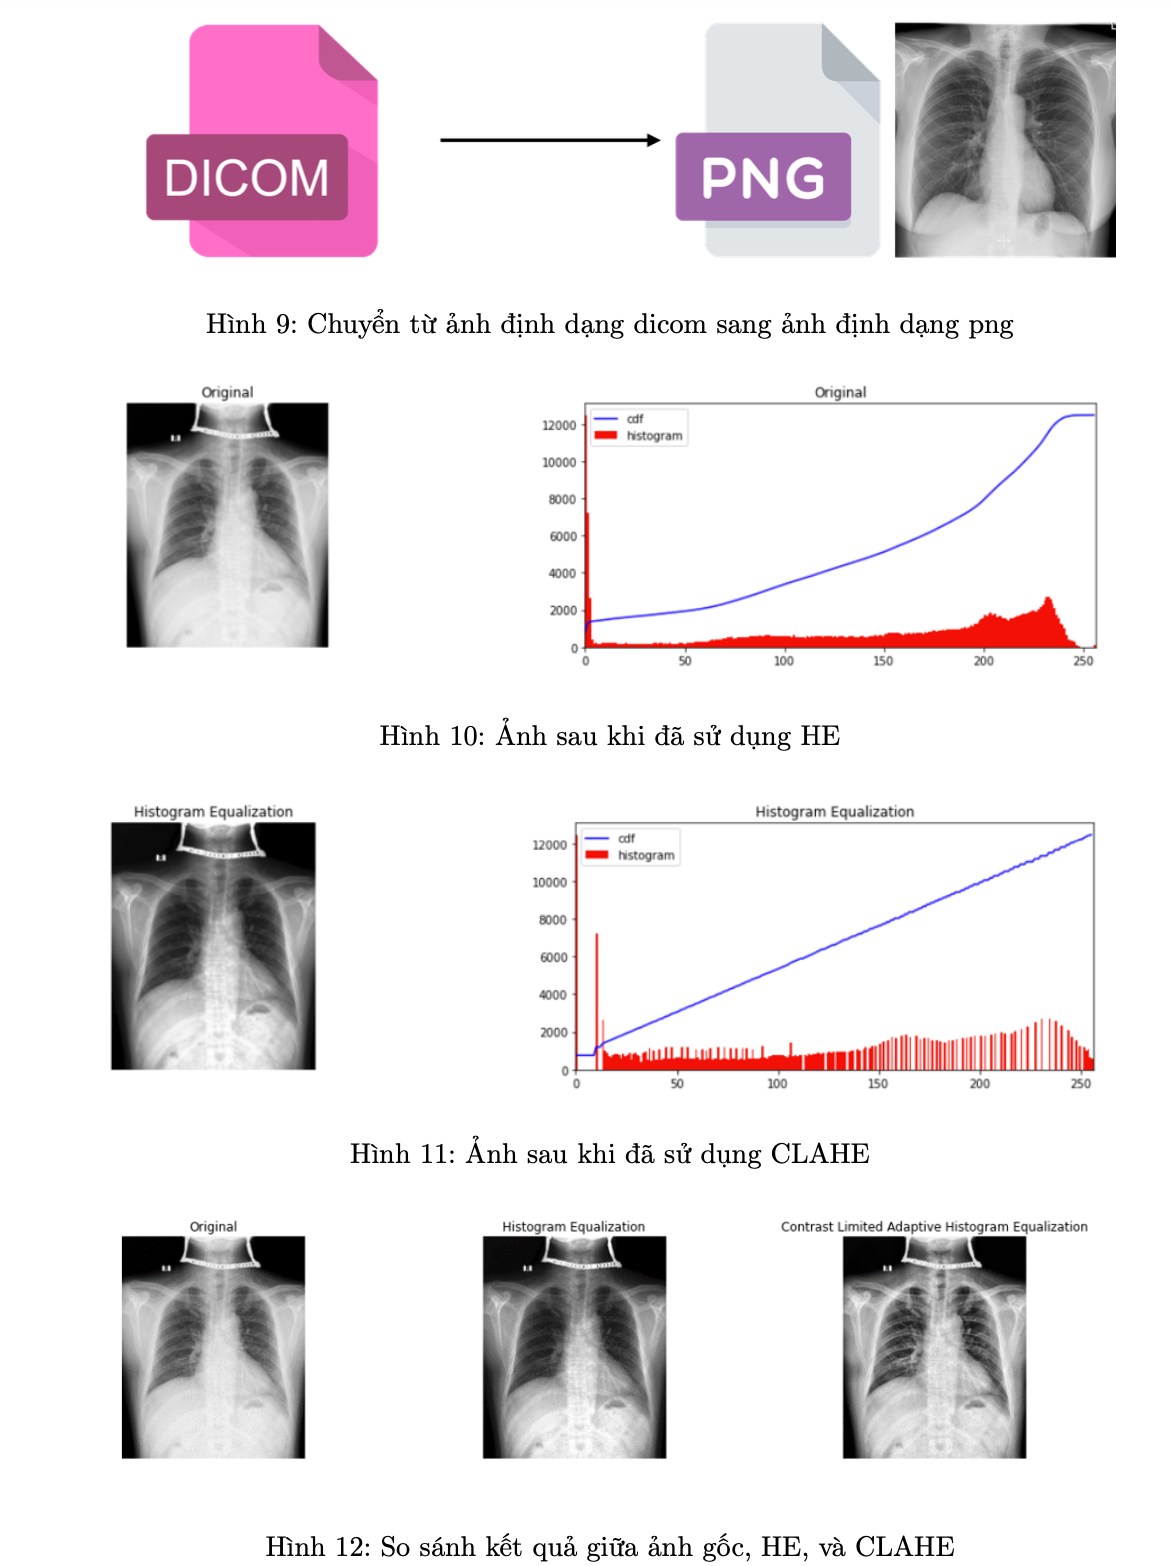 DICOM
PNG
Hình 9: Chuyển từ ảnh định dạng dicom sang ảnh định dạng png
Original
Original
cdf
histogram
12000
10000
8000
6000
4000
2000
0
0 50 100 150 200 250
Hình 10: Ảnh sau khi đã sử dụng HE
Histogram Equalization
Histogram Equalization
cdf
histogram
12000
10000
8000
6000
4000
2000
0
0 50 100 150 200 250
Hình 11: Ảnh sau khi đã sử dụng CLAHE
Original
Histogram Equalization
Contrast Limited Adaptive Histogram Equalization
Hình 12: So sánh kết quả giữa ảnh gốc, HE, và CLAHE